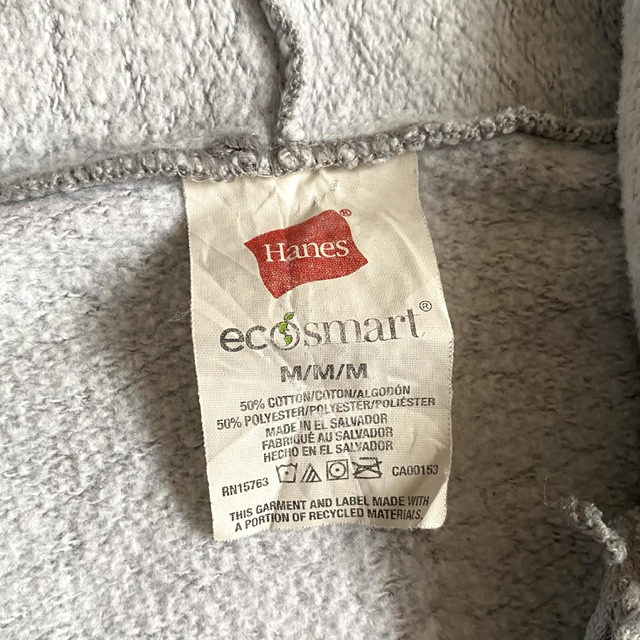 Hanes®
ecosmart®
M/M/M
50% COTTON/COTON/ALGODÓN
50% POLYESTER/POLYESTER/POLIÉSTER
MADE IN EL SALVADOR
FABRIQUÉ AU SALVADOR
HECHO EN EL SALVADOR
RN15763 CA00153
THIS GARMENT AND LABEL MADE WITH
A PORTION OF RECYCLED MATERIALS.